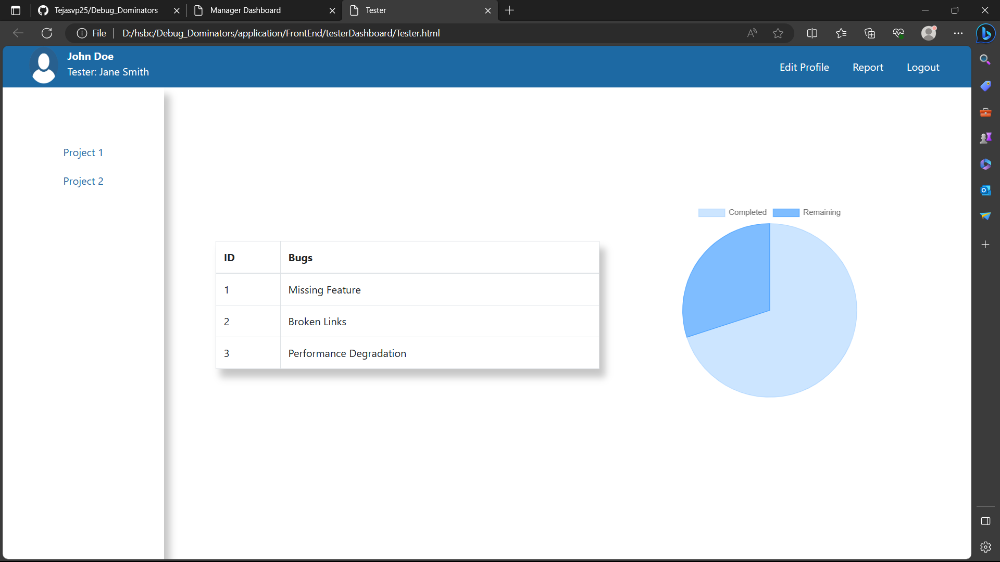 Tejasvp25/Debug_Dominators
Manager Dashboard
Tester
File
D:/hsbc/Debug_Dominators/application/FrontEnd/testerDashboard/Tester.html
John Doe
Tester: Jane Smith
Edit Profile
Report
Logout
Project 1
Project 2
Completed
Remaining
ID Bugs
1 Missing Feature
2 Broken Links
3 Performance Degradation